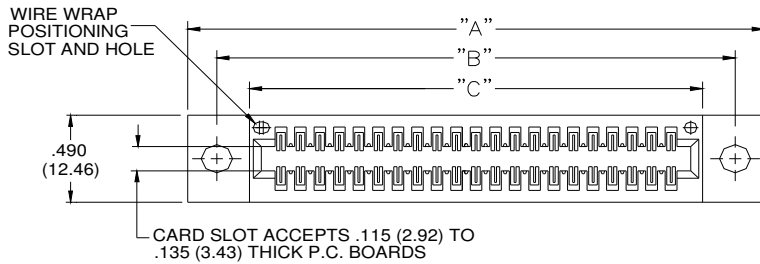 WIRE WRAP
POSITIONING
SLOT AND HOLE
"A"
"B"
"C"
.490
(12.46)
CARD SLOT ACCEPTS .115 (2.92) TO
.135 (3.43) THICK P.C. BOARDS